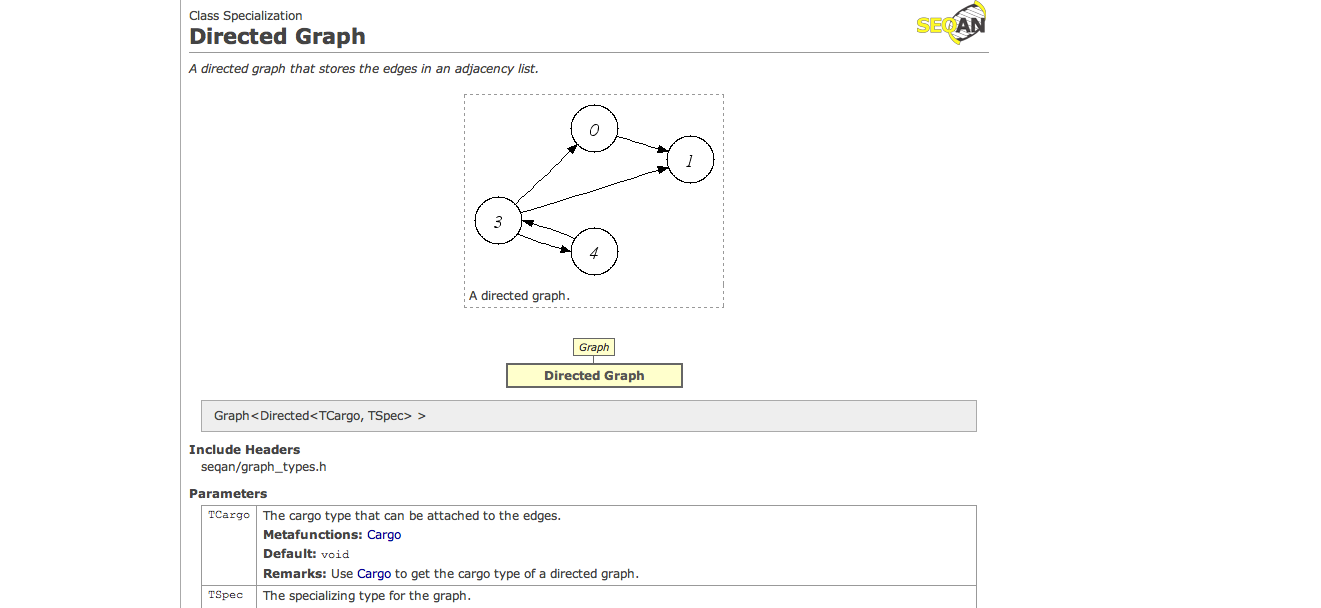 Class Specialization
SEQAN
Directed Graph
A directed graph that stores the edges in an adjacency list.
0
1
3
4
A directed graph.
Graph
Directed Graph
Graph<Directed<TCargo, TSpec> >
Include Headers
seqan/graph_types.h
Parameters
TCargo The cargo type that can be attached to the edges.
Metafunctions: Cargo
Default: void
Remarks: Use Cargo to get the cargo type of a directed graph.
TSpec The specializing type for the graph.